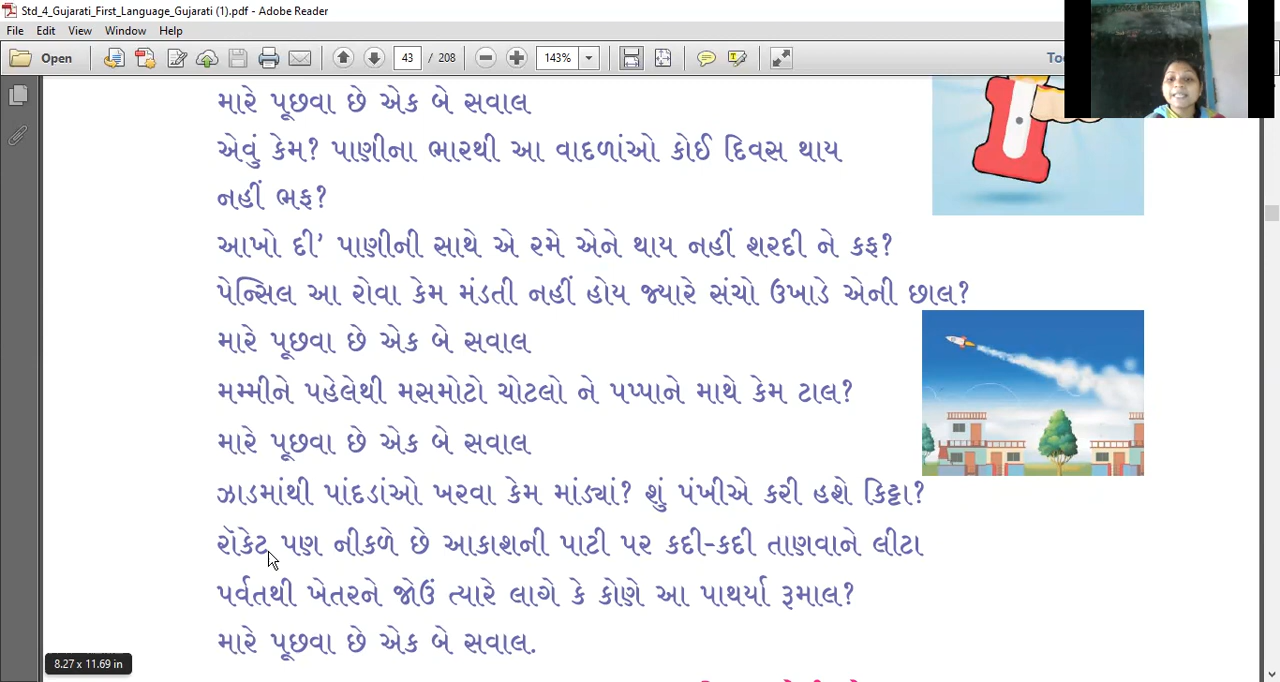 Std_4_Gujarati_First_Language_Gujarati (1).pdf - Adobe Reader
File Edit View Window Help
Open 43 / 208 143%
મારે પૂછવા છે એક બે સવાલ
એવું કેમ? પાણીના ભારથી આ વાદળાંઓ કોઈ દિવસ થાય
નહીં ભફ?
આખો દી' પાણીની સાથે એ રમે એને થાય નહીં શરદી ને કફ?
પેન્સિલ આ રોવા કેમ મંડતી નહીં હોય જ્યારે સંચો ઉખાડે એની છાલ?
મારે પૂછવા છે એક બે સવાલ
મમ્મીને પહેલેથી મસમોટો ચોટલો ને પપ્પાને માથે કેમ ટાલ?
મારે પૂછવા છે એક બે સવાલ
ઝાડમાંથી પાંદડાંઓ ખરવા કેમ માંડ્યાં? શું પંખીએ કરી હશે કિટ્ટા?
રૉકેટ પણ નીકળે છે આકાશની પાટી પર કદી-કદી તાણવાને લીટા
પર્વતથી ખેતરને જોઉં ત્યારે લાગે કે કોણે આ પાથર્યા રૂમાલ?
મારે પૂછવા છે એક બે સવાલ.
8.27 x 11.69 in